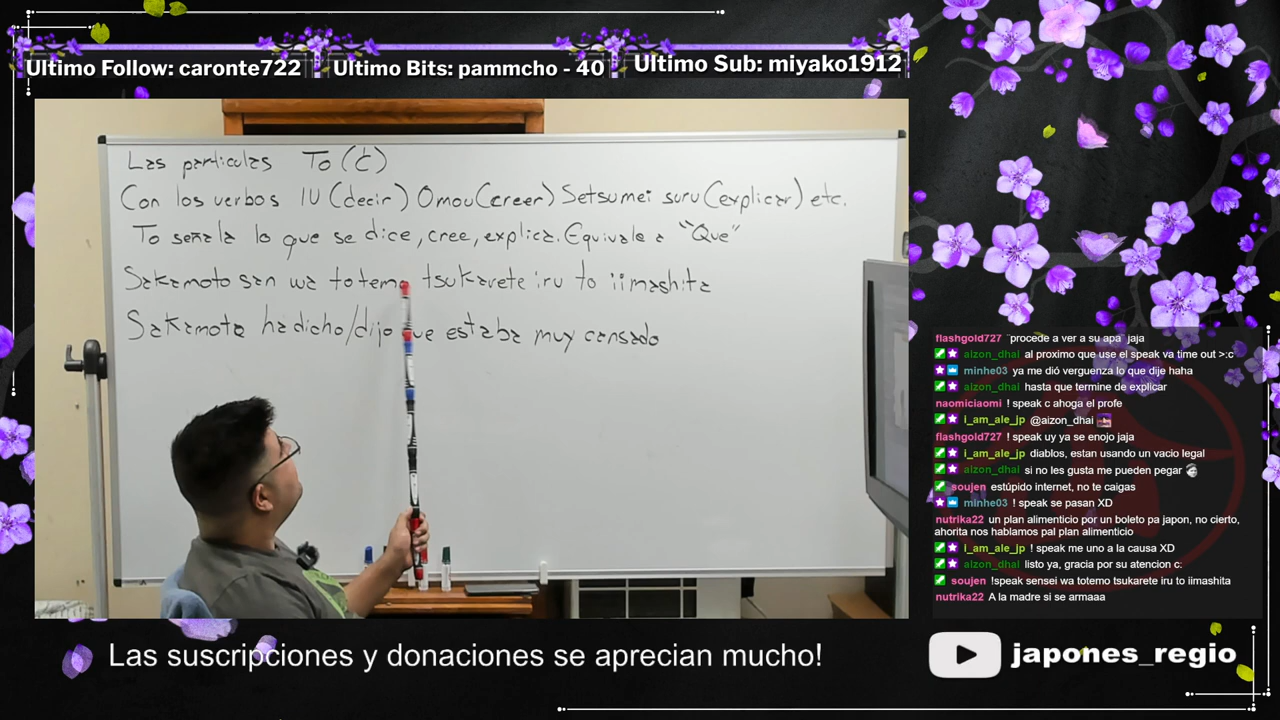 Ultimo Follow: caronte722
Ultimo Bits: pammcho - 40
Ultimo Sub: miyako1912
Las particulas To (と)
Con los verbos IU (decir) Omou (creer) Setsumei suru (explicar) etc.
To señala lo que se dice, cree, explica. Equivale a "Que"
Sakamoto san wa totemo tsukarete iru to iimashita
Sakamoto ha dicho/dijo que estaba muy cansado
flashgold727 ¨procede a ver a su apa¨ jaja
aizon_dhai al proximo que use el speak va time out >:c
minhe03 ya me dió verguenza lo que dije haha
aizon_dhai hasta que termine de explicar
naomiciaomi ! speak c ahoga el profe
i_am_ale_jp @aizon_dhai
flashgold727 ! speak uy ya se enojo jaja
i_am_ale_jp diablos, estan usando un vacio legal
aizon_dhai si no les gusta me pueden pegar
soujen estúpido internet, no te caigas
minhe03 ! speak se pasan XD
nutrika22 un plan alimenticio por un boleto pa japon, no cierto,
ahorita nos hablamos pal plan alimenticio
i_am_ale_jp ! speak me uno a la causa XD
aizon_dhai listo ya, gracia por su atencion c:
soujen !speak sensei wa totemo tsukarete iru to iimashita
nutrika22 A la madre si se armaaa
Las suscripciones y donaciones se aprecian mucho!
japones_regio